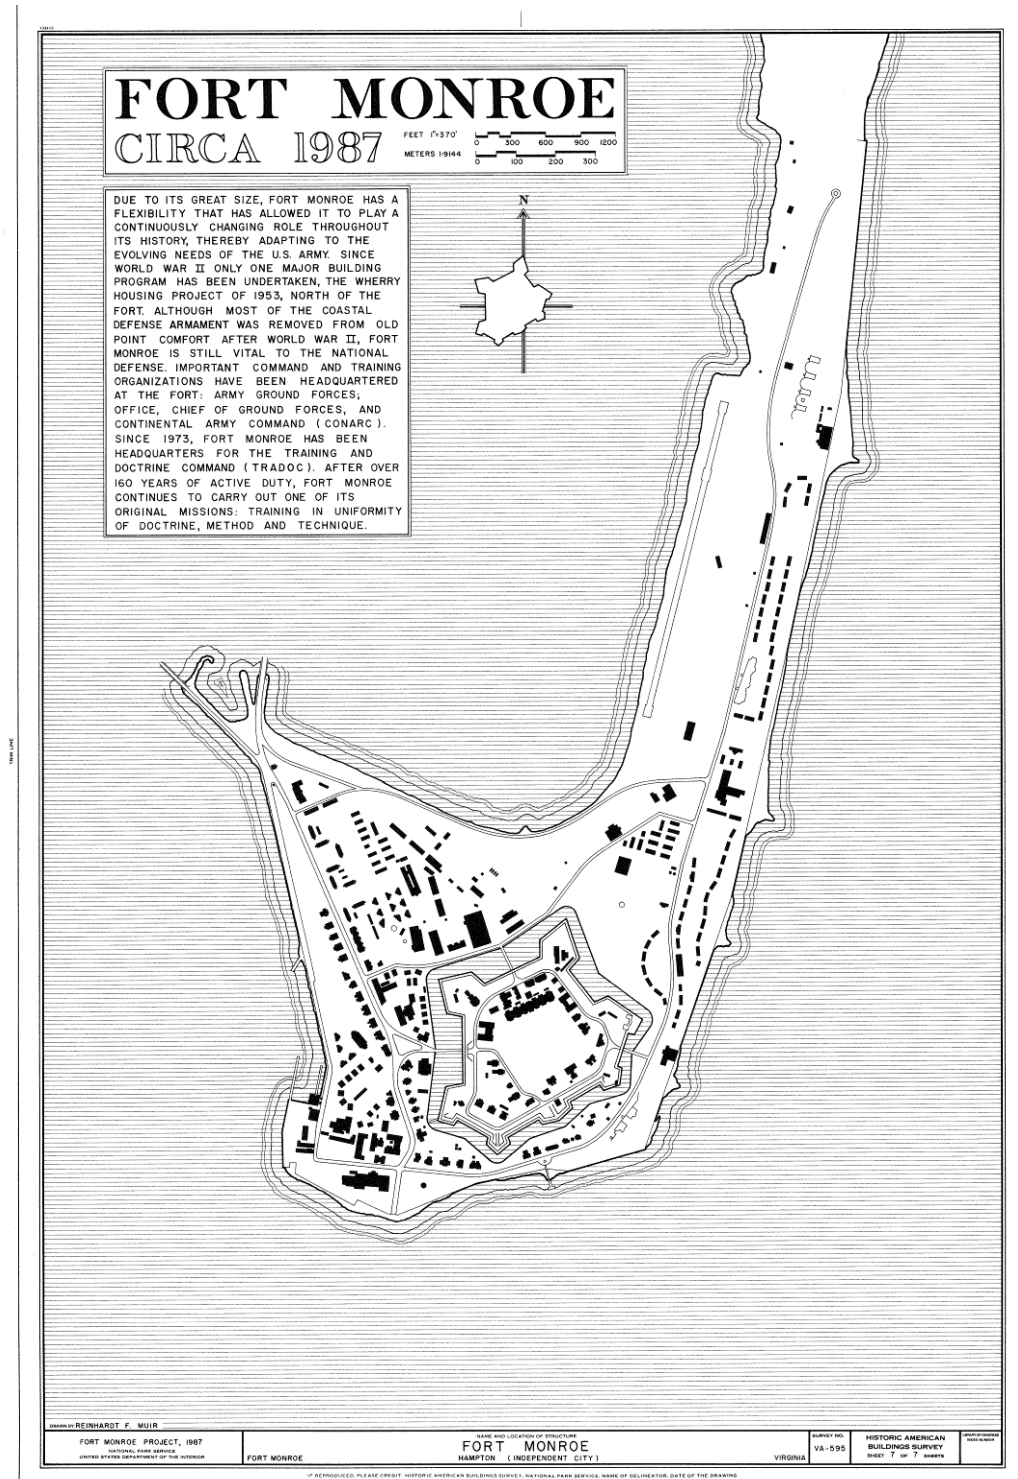 FORT MONROE
CIRCA 1987
FEET 1"=370'
0 300 600 900 1200
METERS 1:9144
0 100 200 300
DUE TO ITS GREAT SIZE, FORT MONROE HAS A
FLEXIBILITY THAT HAS ALLOWED IT TO PLAY A
CONTINUOUSLY CHANGING ROLE THROUGHOUT
ITS HISTORY, THEREBY ADAPTING TO THE
EVOLVING NEEDS OF THE U.S. ARMY. SINCE
WORLD WAR II ONLY ONE MAJOR BUILDING
PROGRAM HAS BEEN UNDERTAKEN, THE WHERRY
HOUSING PROJECT OF 1953, NORTH OF THE
FORT. ALTHOUGH MOST OF THE COASTAL
DEFENSE ARMAMENT WAS REMOVED FROM OLD
POINT COMFORT AFTER WORLD WAR II, FORT
MONROE IS STILL VITAL TO THE NATIONAL
DEFENSE. IMPORTANT COMMAND AND TRAINING
ORGANIZATIONS HAVE BEEN HEADQUARTERED
AT THE FORT: ARMY GROUND FORCES;
OFFICE, CHIEF OF GROUND FORCES, AND
CONTINENTAL ARMY COMMAND (CONARC).
SINCE 1973, FORT MONROE HAS BEEN
HEADQUARTERS FOR THE TRAINING AND
DOCTRINE COMMAND (TRADOC). AFTER OVER
160 YEARS OF ACTIVE DUTY, FORT MONROE
CONTINUES TO CARRY OUT ONE OF ITS
ORIGINAL MISSIONS: TRAINING IN UNIFORMITY
OF DOCTRINE, METHOD AND TECHNIQUE.
N
TRIM LINE
DRAWN BY REINHARDT F. MUIR
FORT MONROE PROJECT, 1987
NATIONAL PARK SERVICE
UNITED STATES DEPARTMENT OF THE INTERIOR
FORT MONROE
NAME AND LOCATION OF STRUCTURE
FORT MONROE
HAMPTON (INDEPENDENT CITY)
VIRGINIA
SURVEY NO.
VA-595
HISTORIC AMERICAN
BUILDINGS SURVEY
SHEET 7 OF 7 SHEETS
LIBRARY OF CONGRESS
INDEX NUMBER
IF REPRODUCED, PLEASE CREDIT: HISTORIC AMERICAN BUILDINGS SURVEY, NATIONAL PARK SERVICE, NAME OF DELINEATOR, DATE OF THE DRAWING